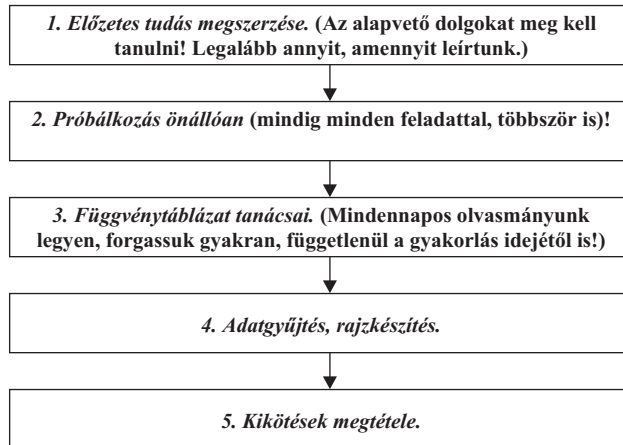 1. Előzetes tudás megszerzése. (Az alapvető dolgokat meg kell
tanulni! Legalább annyit, amennyit leírtunk.)
2. Próbálkozás önállóan (mindig minden feladattal, többször is)!
3. Függvénytáblázat tanácsai. (Mindennapos olvasmányunk
legyen, forgassuk gyakran, függetlenül a gyakorlás idejétől is!)
4. Adatgyűjtés, rajzkészítés.
5. Kikötések megtétele.